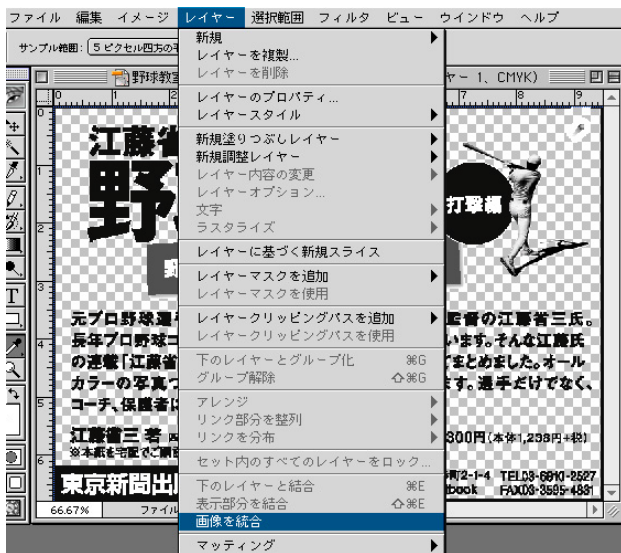 ファイル 編集 イメージ レイヤー 選択範囲 フィルタ ビュー ウインドウ ヘルプ
サンプル範囲: 5 ピクセル四方の
野球教
ヤー 1、CMYK)
新規
レイヤーを複製...
レイヤーを削除
レイヤーのプロパティ...
レイヤースタイル
新規塗りつぶしレイヤー
新規調整レイヤー
レイヤー内容の変更
レイヤーオプション...
文字
ラスタライズ
レイヤーに基づく新規スライス
レイヤーマスクを追加
レイヤーマスクを使用
レイヤークリッピングパスを追加
レイヤークリッピングパスを使用
下のレイヤーとグループ化 ⌘G
グループ解除 ⇧⌘G
アレンジ
リンク部分を整列
リンクを分布
セット内のすべてのレイヤーをロック...
下のレイヤーと結合 ⌘E
表示部分を結合 ⇧⌘E
画像を統合
マッティング
0 1 2 7 8 9
0
1
2
3
4
5
6
江藤省
野
打撃編
元プロ野球選
監督の江藤省三氏。
長年プロ野球コ
います。そんな江藤氏
の連載「江藤省
まとめました。オール
カラーの写真つ
ます。選手だけでなく、
コーチ、保護者に
江藤省三 著
300円(本体1,238円+税)
※本紙を宅配でご購読
東京新聞出
町2-1-4 TEL03-6910-2527
book FAX03-3595-4831
66.67% ファイル